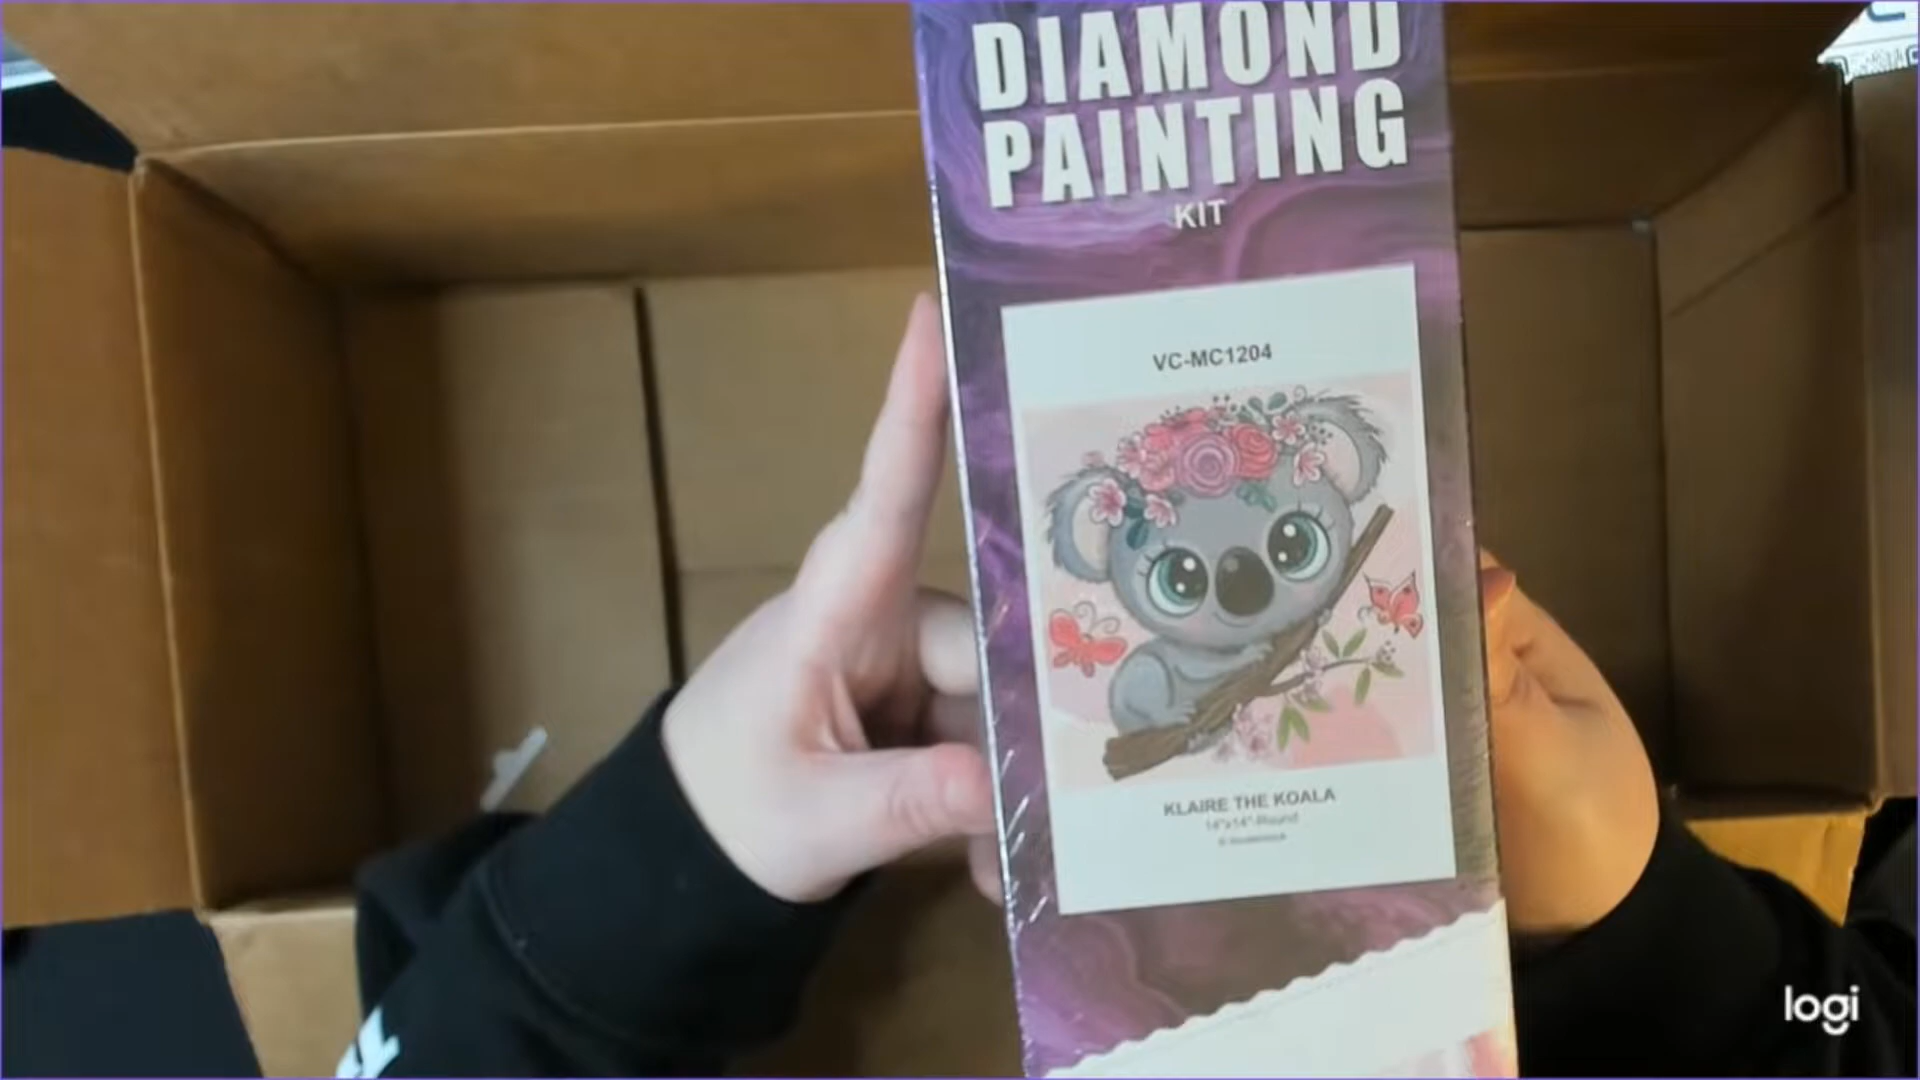 DIAMOND
PAINTING
KIT
VC-MC1204
KLAIRE THE KOALA
14"x14"-Round
logi